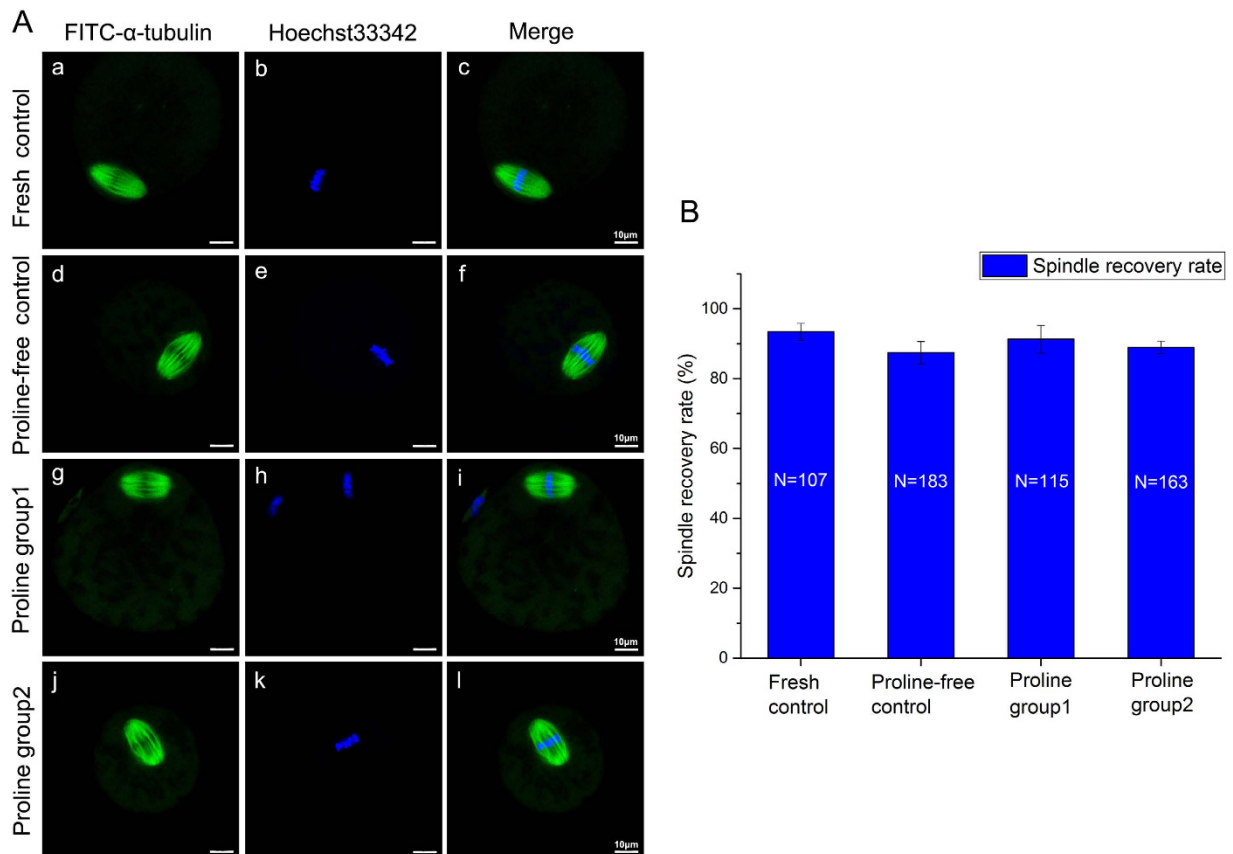 A
FITC-α-tubulin Hoechst33342 Merge
Fresh control
a b c
10μm
Proline-free control
d e f
10μm
Proline group1
g h i
10μm
Proline group2
j k l
10μm
B
Spindle recovery rate
Spindle recovery rate (%)
100
80
60
40
20
0
N=107 N=183 N=115 N=163
Fresh control
Proline-free control
Proline group1
Proline group2